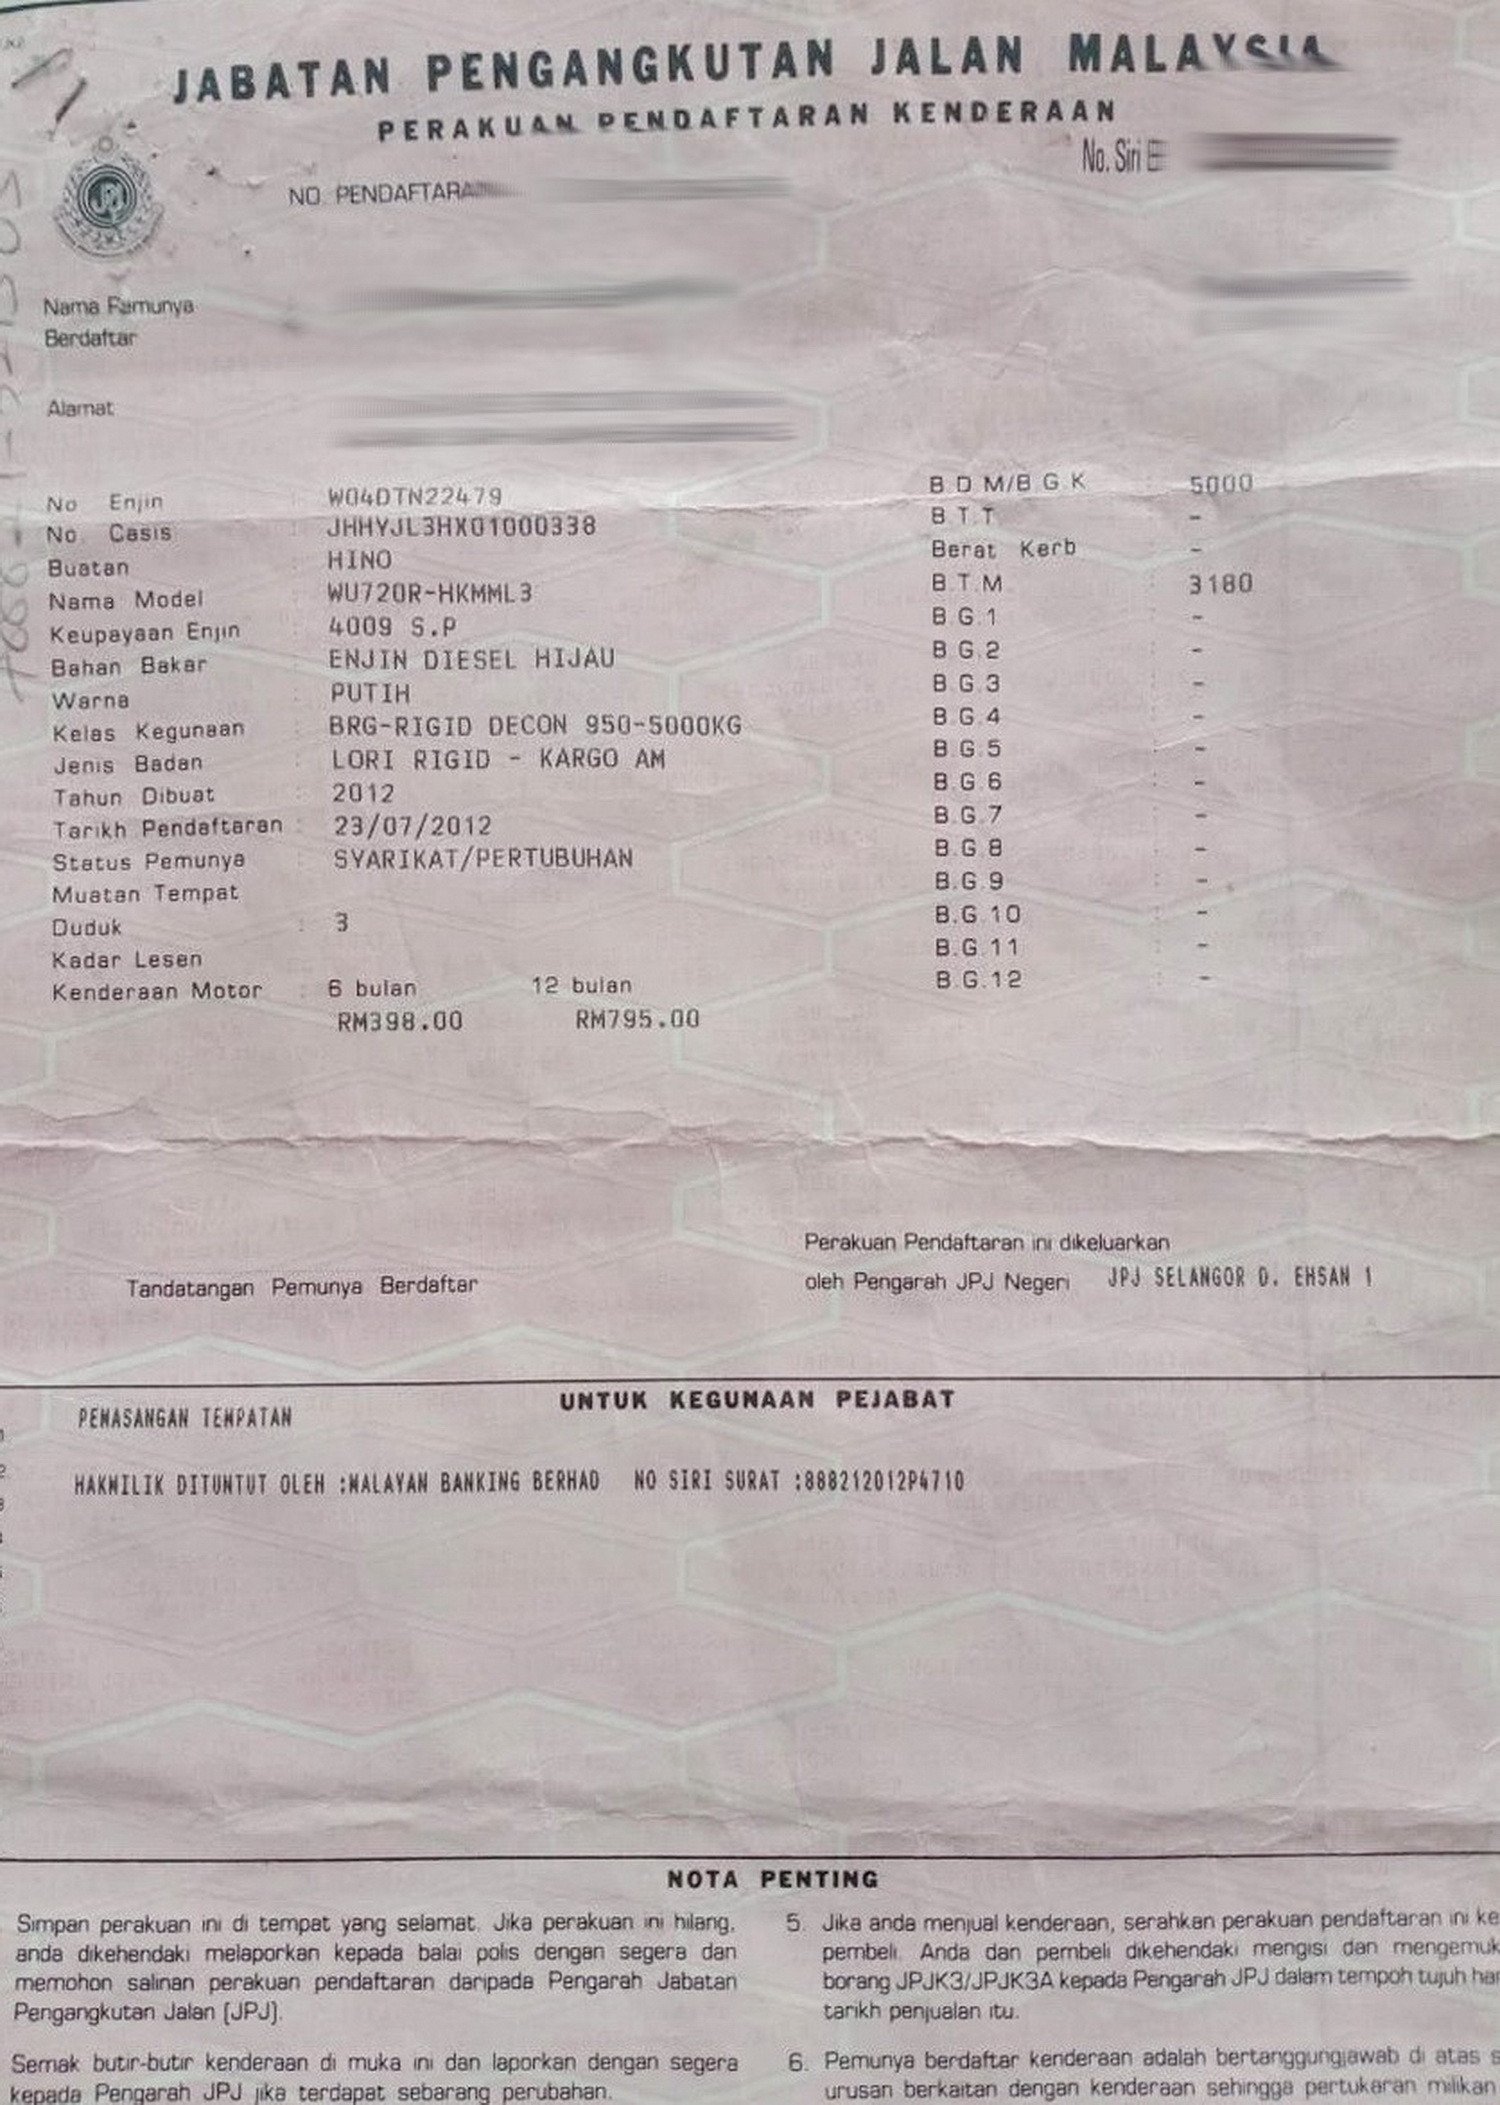 JABATAN PENGANGKUTAN JALAN MALAYSIA
PERAKUAN PENDAFTARAN KENDERAAN
No. Siri
NO. PENDAFTARA
Nama Pemunya
Berdaftar
Alamat
No. Enjin : W04DTN22479
No. Casis : JHHYJL3HX01000338
Buatan : HINO
Nama Model : WU720R-HKMML3
Keupayaan Enjin : 4009 S.P
Bahan Bakar : ENJIN DIESEL HIJAU
Warna : PUTIH
Kelas Kegunaan : BRG-RIGID DECON 950-5000KG
Jenis Badan : LORI RIGID - KARGO AM
Tahun Dibuat : 2012
Tarikh Pendaftaran : 23/07/2012
Status Pemunya : SYARIKAT/PERTUBUHAN
Muatan Tempat
Duduk : 3
Kadar Lesen
Kenderaan Motor : 6 bulan 12 bulan
RM398.00 RM795.00
B.D.M/B.G.K : 5000
B.T.T : -
Berat Kerb : -
B.T.M : 3180
B.G.1 : -
B.G.2 : -
B.G.3 : -
B.G.4 : -
B.G.5 : -
B.G.6 : -
B.G.7 : -
B.G.8 : -
B.G.9 : -
B.G.10 : -
B.G.11 : -
B.G.12 : -
Tandatangan Pemunya Berdaftar
Perakuan Pendaftaran ini dikeluarkan
oleh Pengarah JPJ Negeri JPJ SELANGOR D. EHSAN 1
UNTUK KEGUNAAN PEJABAT
PEMASANGAN TEMPATAN
HAKMILIK DITUNTUT OLEH :MALAYAN BANKING BERHAD NO SIRI SURAT :888212012P4710
NOTA PENTING
Simpan perakuan ini di tempat yang selamat. Jika perakuan ini hilang,
anda dikehendaki melaporkan kepada balai polis dengan segera dan
memohon salinan perakuan pendaftaran daripada Pengarah Jabatan
Pengangkutan Jalan (JPJ).
Semak butir-butir kenderaan di muka ini dan laporkan dengan segera
kepada Pengarah JPJ jika terdapat sebarang perubahan.
5. Jika anda menjual kenderaan, serahkan perakuan pendaftaran ini ke
pembeli. Anda dan pembeli dikehendaki mengisi dan mengemuk
borang JPJK3/JPJK3A kepada Pengarah JPJ dalam tempoh tujuh har
tarikh penjualan itu.
6. Pemunya berdaftar kenderaan adalah bertanggungjawab di atas s
urusan berkaitan dengan kenderaan sehingga pertukaran milikan